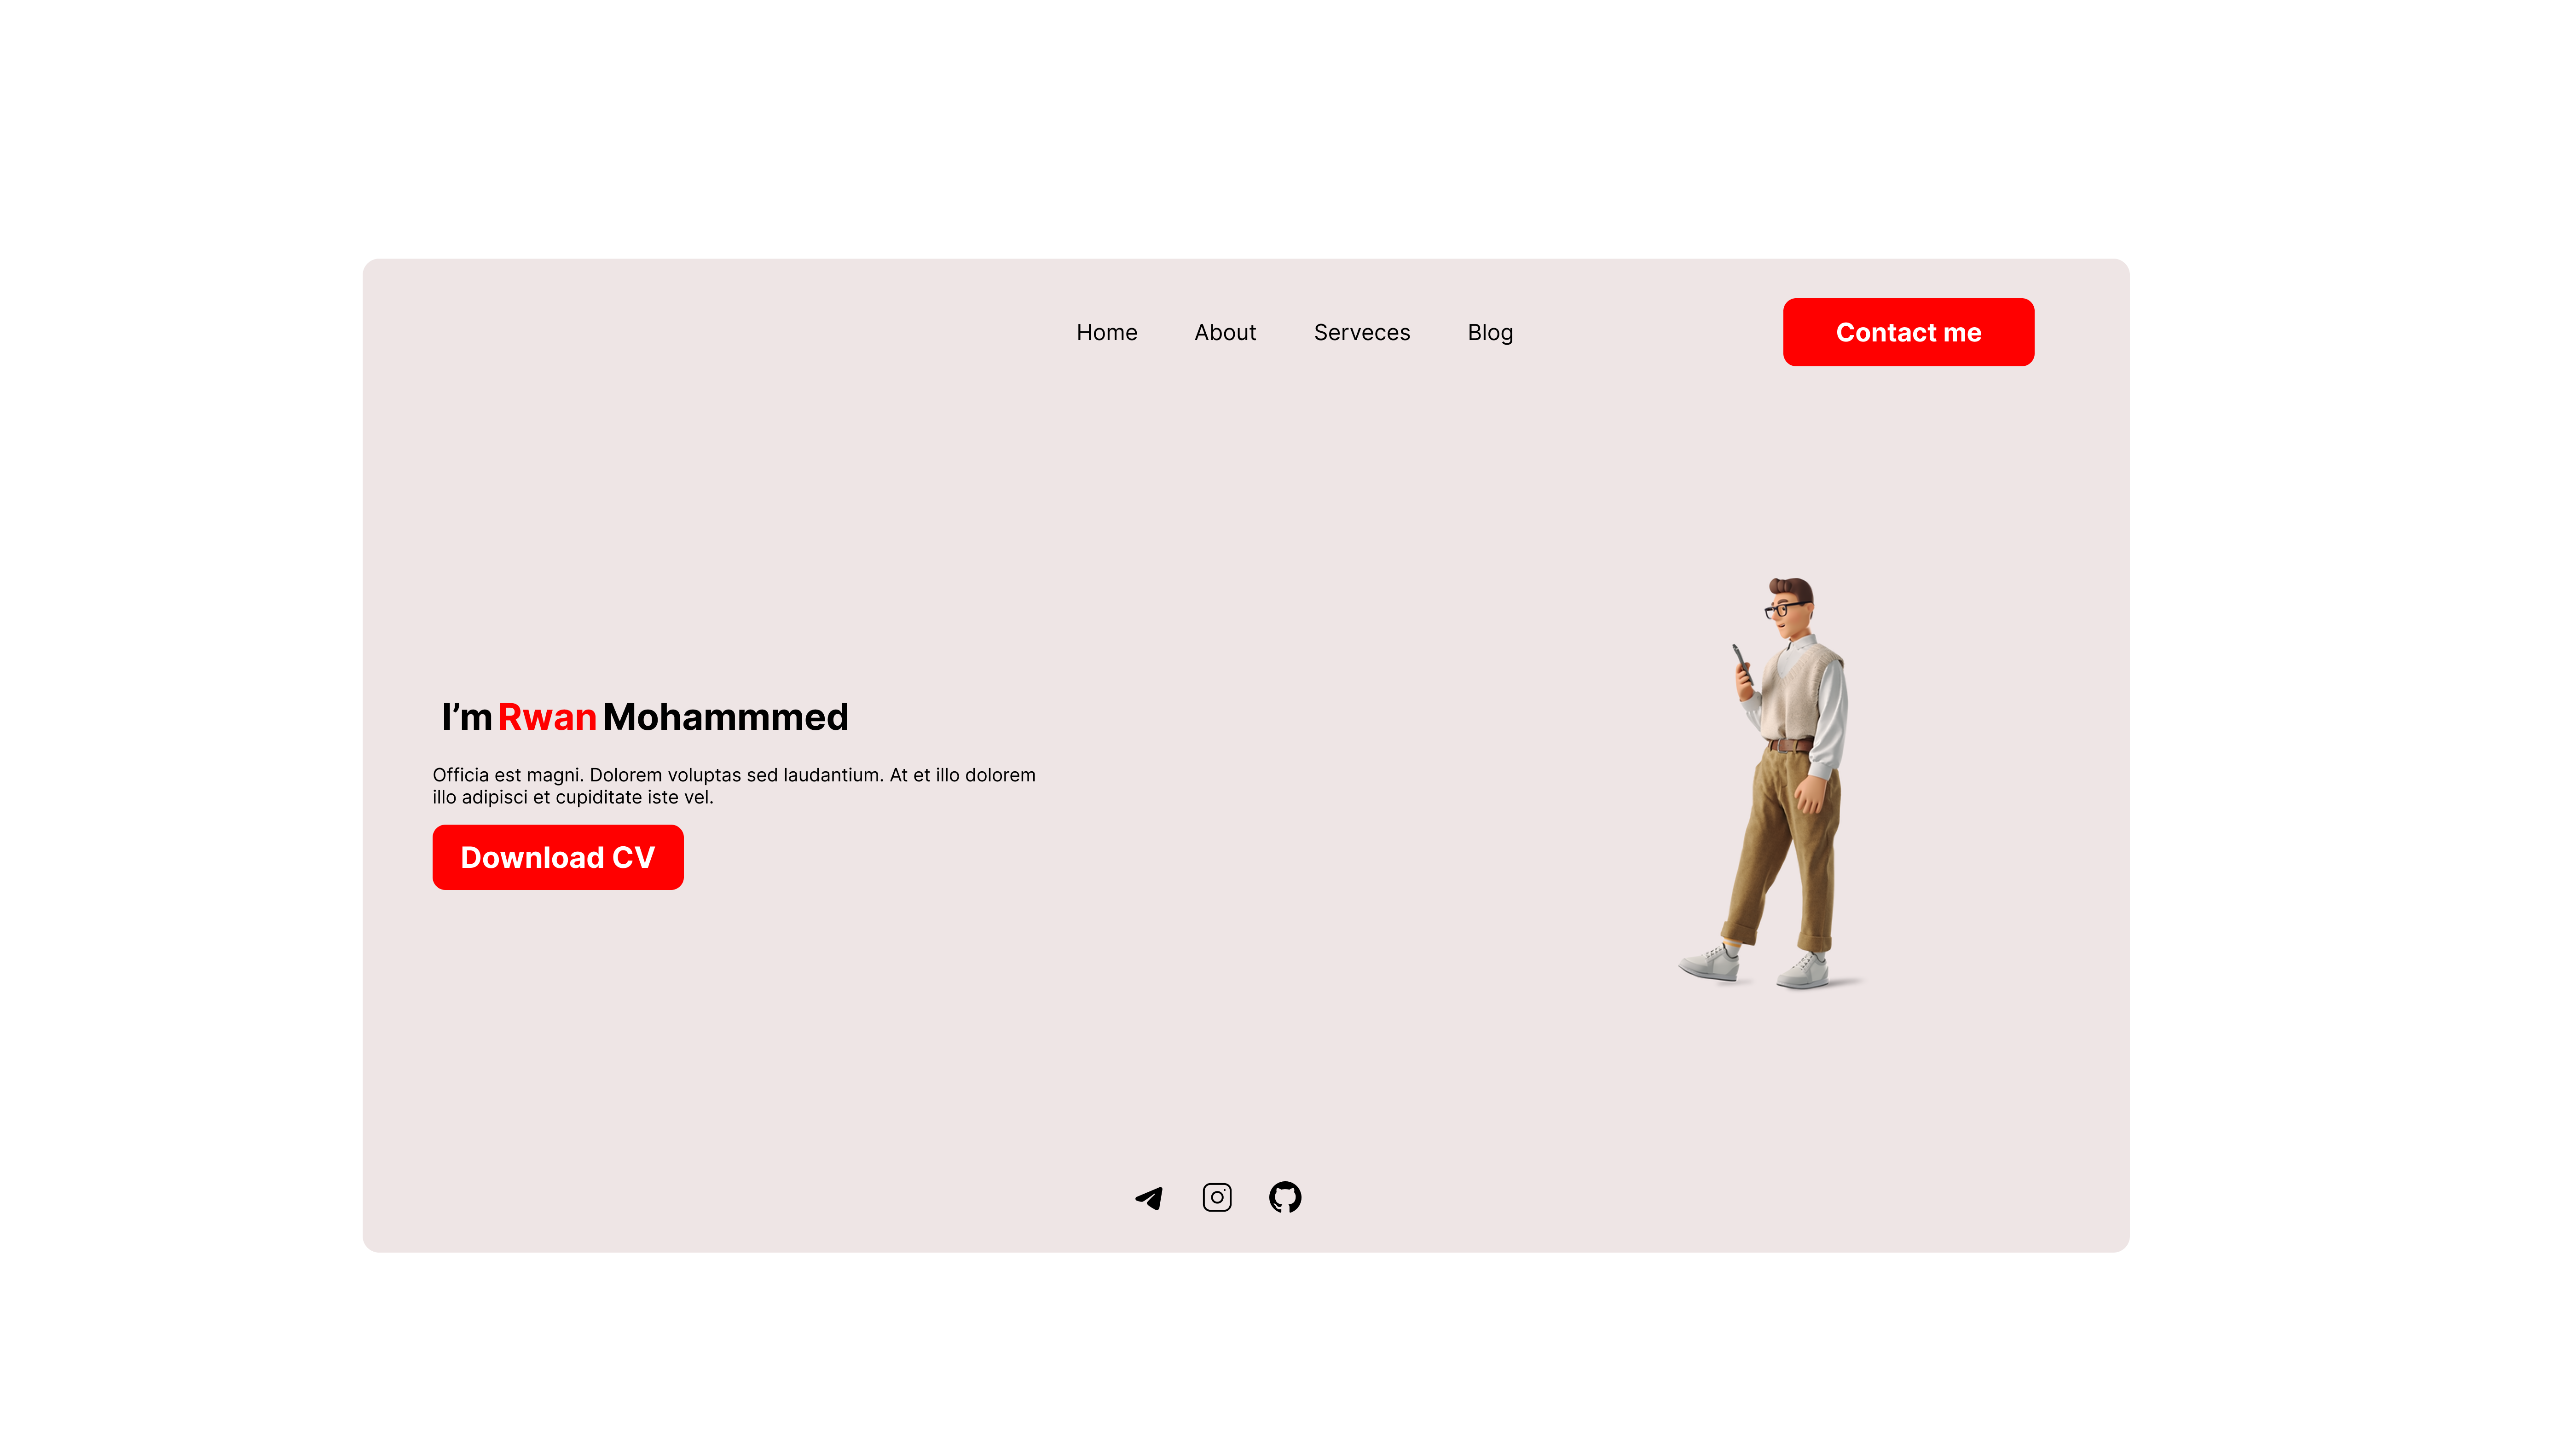 Home About Serveces Blog Contact me
I’m Rwan Mohammmed
Officia est magni. Dolorem voluptas sed laudantium. At et illo dolorem
illo adipisci et cupiditate iste vel.
Download CV